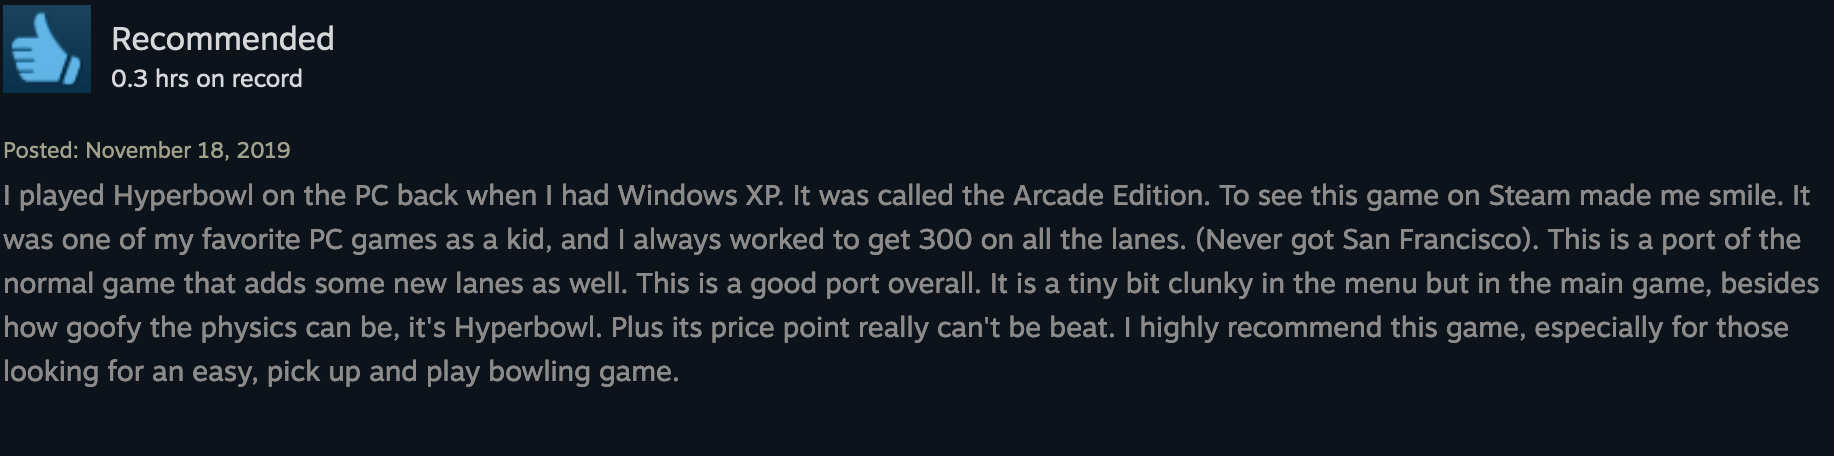 Recommended
0.3 hrs on record
Posted: November 18, 2019
I played Hyperbowl on the PC back when I had Windows XP. It was called the Arcade Edition. To see this game on Steam made me smile. It
was one of my favorite PC games as a kid, and I always worked to get 300 on all the lanes. (Never got San Francisco). This is a port of the
normal game that adds some new lanes as well. This is a good port overall. It is a tiny bit clunky in the menu but in the main game, besides
how goofy the physics can be, it's Hyperbowl. Plus its price point really can't be beat. I highly recommend this game, especially for those
looking for an easy, pick up and play bowling game.